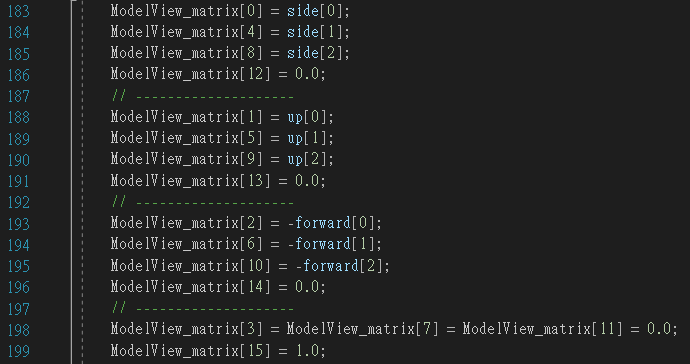 183 ModelView_matrix[0] = side[0];
184 ModelView_matrix[4] = side[1];
185 ModelView_matrix[8] = side[2];
186 ModelView_matrix[12] = 0.0;
187 // --------------------
188 ModelView_matrix[1] = up[0];
189 ModelView_matrix[5] = up[1];
190 ModelView_matrix[9] = up[2];
191 ModelView_matrix[13] = 0.0;
192 // --------------------
193 ModelView_matrix[2] = -forward[0];
194 ModelView_matrix[6] = -forward[1];
195 ModelView_matrix[10] = -forward[2];
196 ModelView_matrix[14] = 0.0;
197 // --------------------
198 ModelView_matrix[3] = ModelView_matrix[7] = ModelView_matrix[11] = 0.0;
199 ModelView_matrix[15] = 1.0;